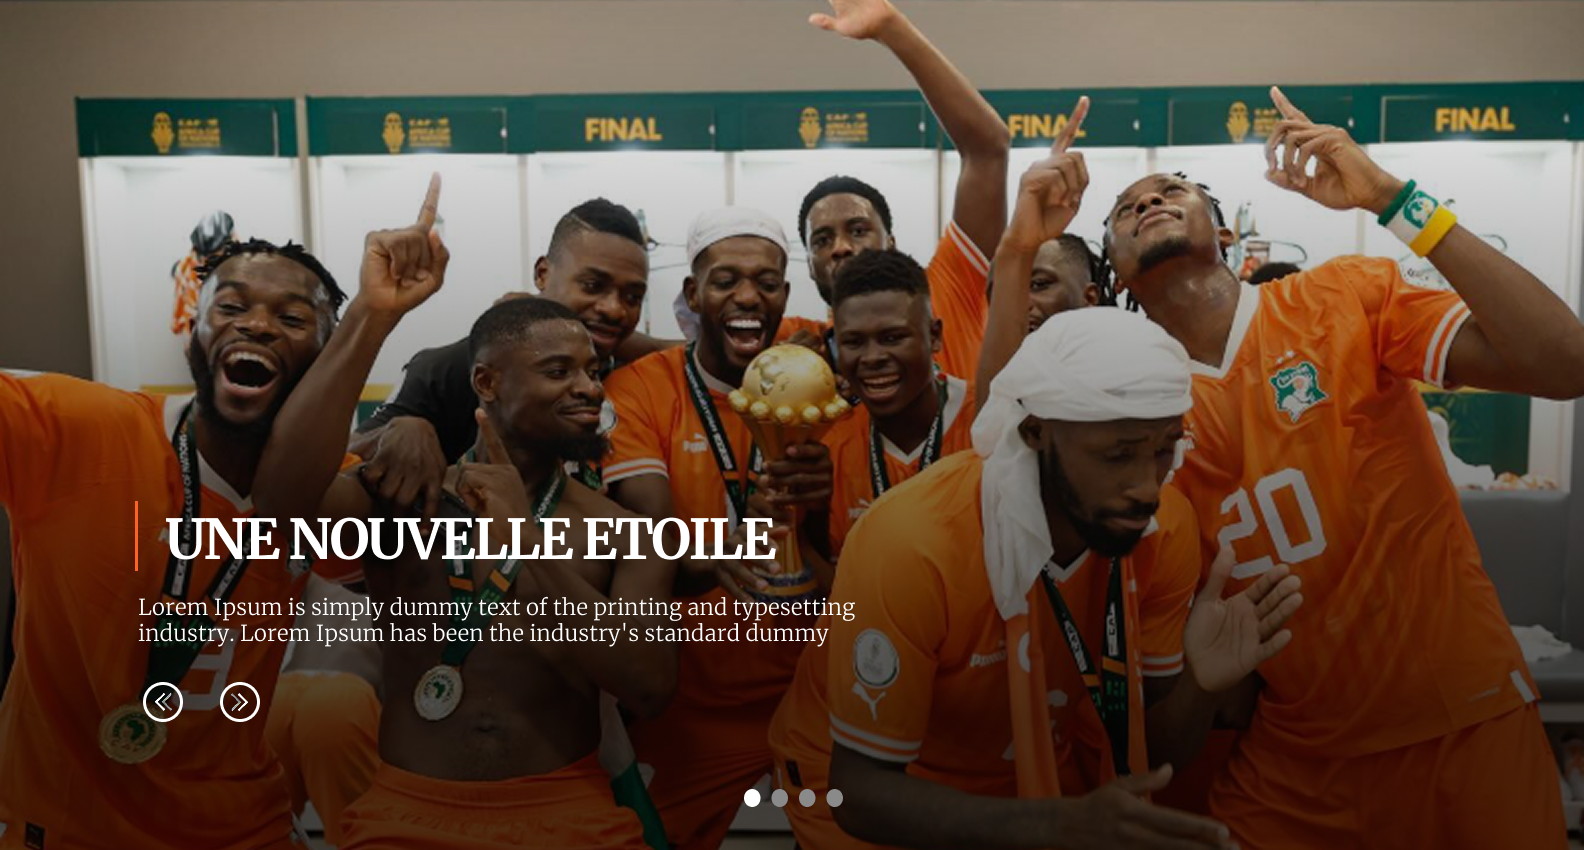 FINAL
FINAL
FINAL
20
UNE NOUVELLE ETOILE
Lorem Ipsum is simply dummy text of the printing and typesetting
industry. Lorem Ipsum has been the industry's standard dummy